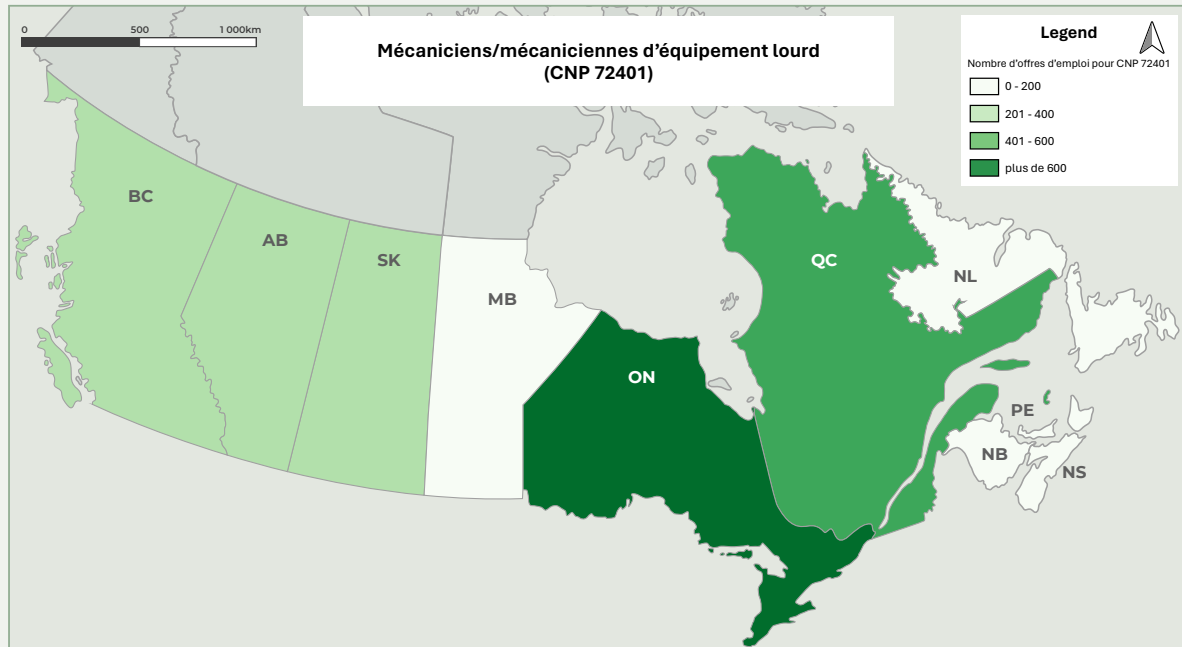 0 500 1 000km
Mécaniciens/mécaniciennes d'équipement lourd
(CNP 72401)
Legend
Nombre d'offres d'emploi pour CNP 72401
0 - 200
201 - 400
401 - 600
plus de 600
BC
AB
SK
MB
ON
QC
NL
PE
NB
NS